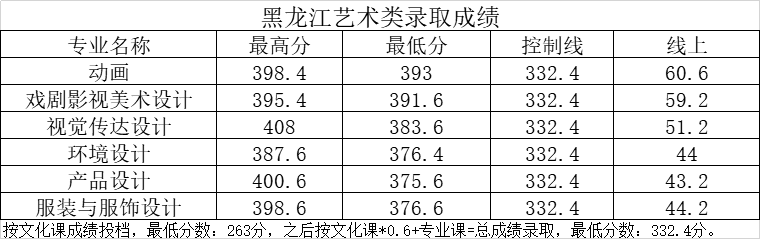 黑龙江艺术类录取成绩
专业名称 最高分 最低分 控制线 线上
动画 398.4 393 332.4 60.6
戏剧影视美术设计 395.4 391.6 332.4 59.2
视觉传达设计 408 383.6 332.4 51.2
环境设计 387.6 376.4 332.4 44
产品设计 400.6 375.6 332.4 43.2
服装与服饰设计 398.6 376.6 332.4 44.2
按文化课成绩投档，最低分数：263分，之后按文化课*0.6+专业课=总成绩录取，最低分数：332.4分。